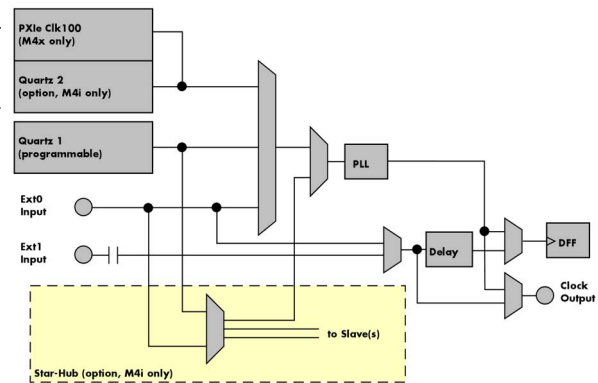 PXIe Clk100
(M4x only)
Quartz 2
(option, M4i only)
Quartz 1
(programmable)
PLL
Ext0
Input
Ext1
Input
Delay
DFF
Clock
Output
to Slave(s)
Star-Hub (option, M4i only)